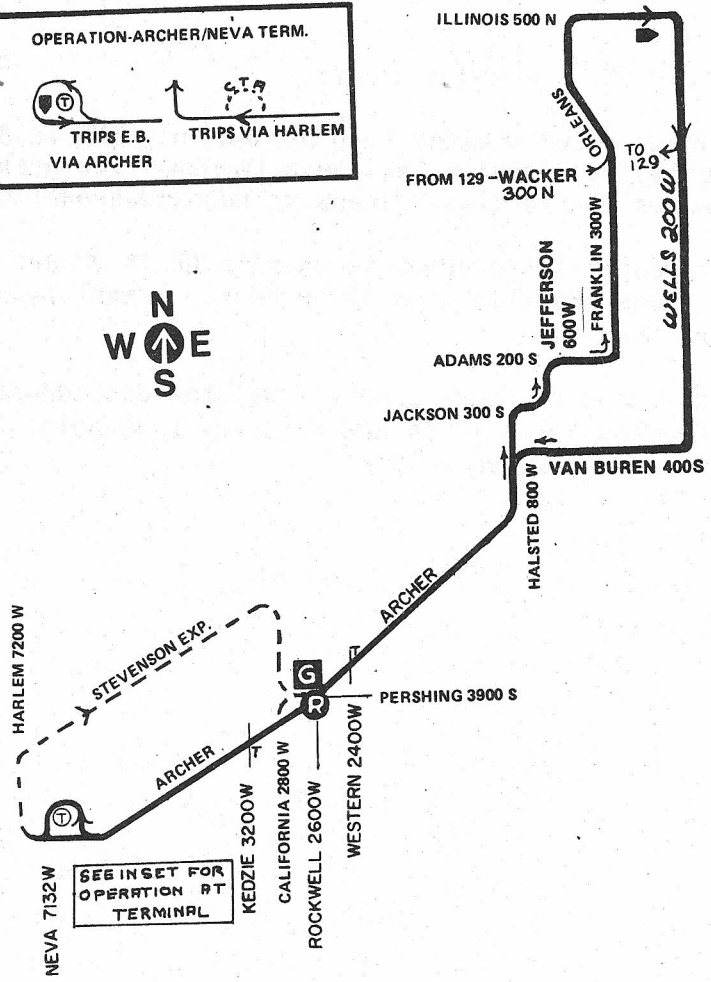 OPERATION-ARCHER/NEVA TERM.
T
TRIPS E.B.
VIA ARCHER
CTA
TRIPS VIA HARLEM
ILLINOIS 500 N
ORLEANS
TO
129
FROM 129 - WACKER
300 N
WELLS 200 W
FRANKLIN 300W
JEFFERSON
600W
N
W E
S
ADAMS 200 S
JACKSON 300 S
VAN BUREN 400S
HALSTED 800 W
ARCHER
HARLEM 7200 W
STEVENSON EXP.
G
R
T
PERSHING 3900 S
ARCHER
T
T
WESTERN 2400W
ROCKWELL 2600W
CALIFORNIA 2800 W
KEDZIE 3200W
NEVA 7132W
SEE INSET FOR
OPERATION AT
TERMINAL